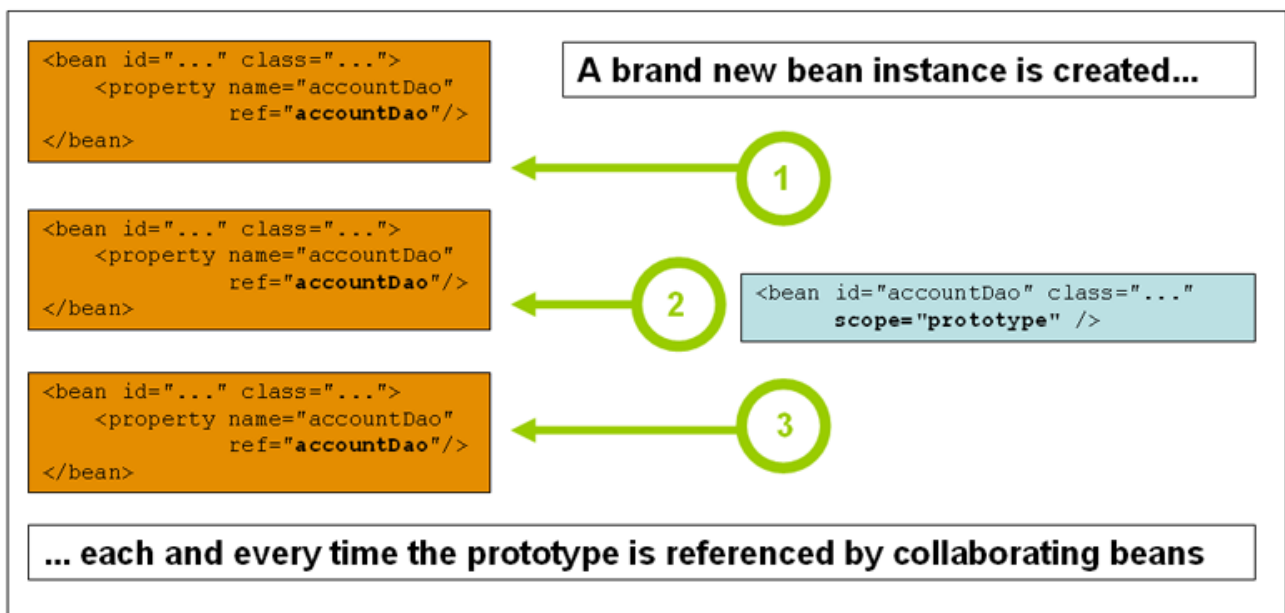 <bean id="..." class="...">
<property name="accountDao"
ref="accountDao"/>
</bean>
A brand new bean instance is created...
1
<bean id="..." class="...">
<property name="accountDao"
ref="accountDao"/>
</bean>
2
<bean id="accountDao" class="..."
scope="prototype" />
<bean id="..." class="...">
<property name="accountDao"
ref="accountDao"/>
</bean>
3
... each and every time the prototype is referenced by collaborating beans